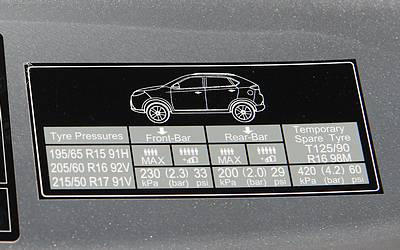 Tyre Pressures Front-Bar Rear-Bar Temporary Spare Tyre
195/65 R15 91H T125/90
205/60 R16 92V MAX MAX R16 98M
215/50 R17 91V 230 (2.3) 33 200 (2.0) 29 420 (4.2) 60
kPa (bar) psi kPa (bar) psi kPa (bar) psi